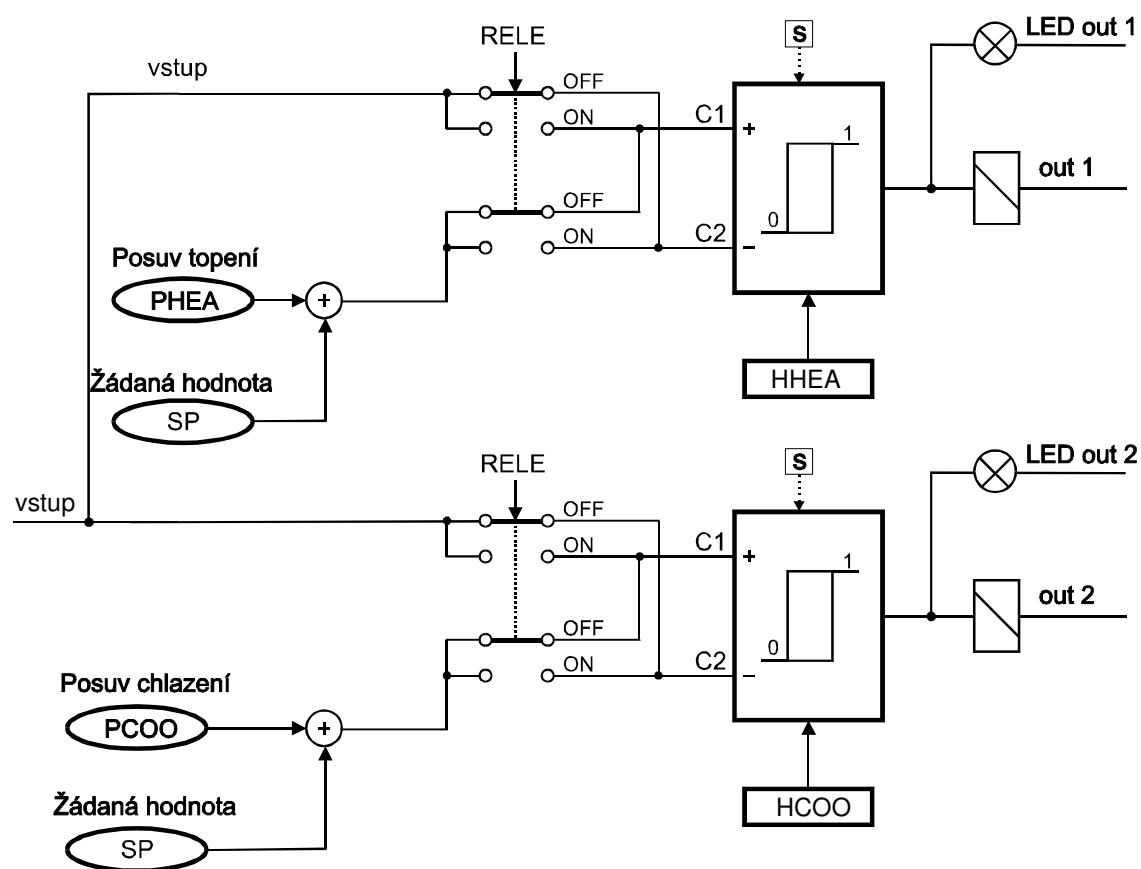 S
LED out 1
RELE
vstup
OFF
ON
C1
+
1
out 1
OFF
ON
0
C2
−
Posuv topení
PHEA
+
HHEA
Žádaná hodnota
SP
S
LED out 2
RELE
vstup
OFF
ON
C1
+
1
out 2
OFF
ON
0
C2
−
Posuv chlazení
PCOO
+
HCOO
Žádaná hodnota
SP